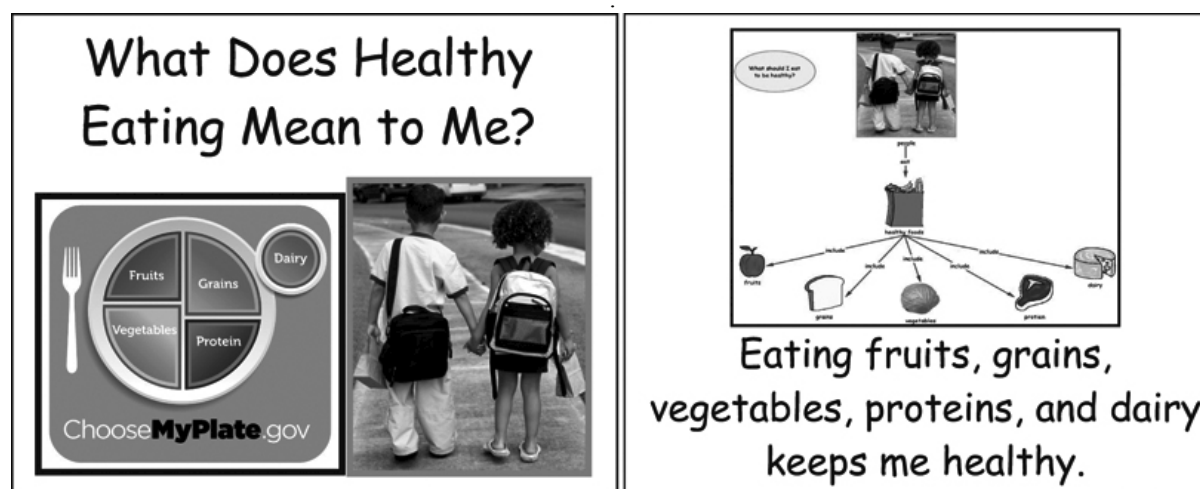 What Does Healthy
Eating Mean to Me?
Fruits
Grains
Dairy
Vegetables
Protein
ChooseMyPlate.gov
What should I eat
to be healthy?
people
eat
healthy foods
include
include
include
include
include
fruits
grains
vegetables
protein
dairy
Eating fruits, grains,
vegetables, proteins, and dairy
keeps me healthy.